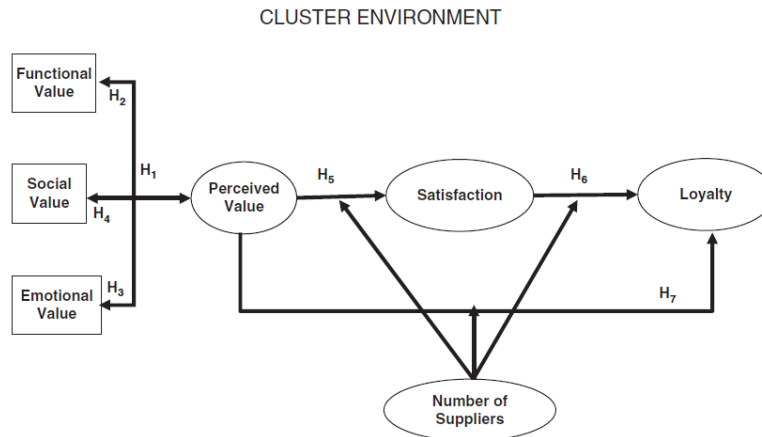 CLUSTER ENVIRONMENT
Functional
Value
H₂
H₁
Social
Value
H₄
Perceived
Value
H₅
Satisfaction
H₆
Loyalty
Emotional
Value
H₃
H₇
Number of
Suppliers